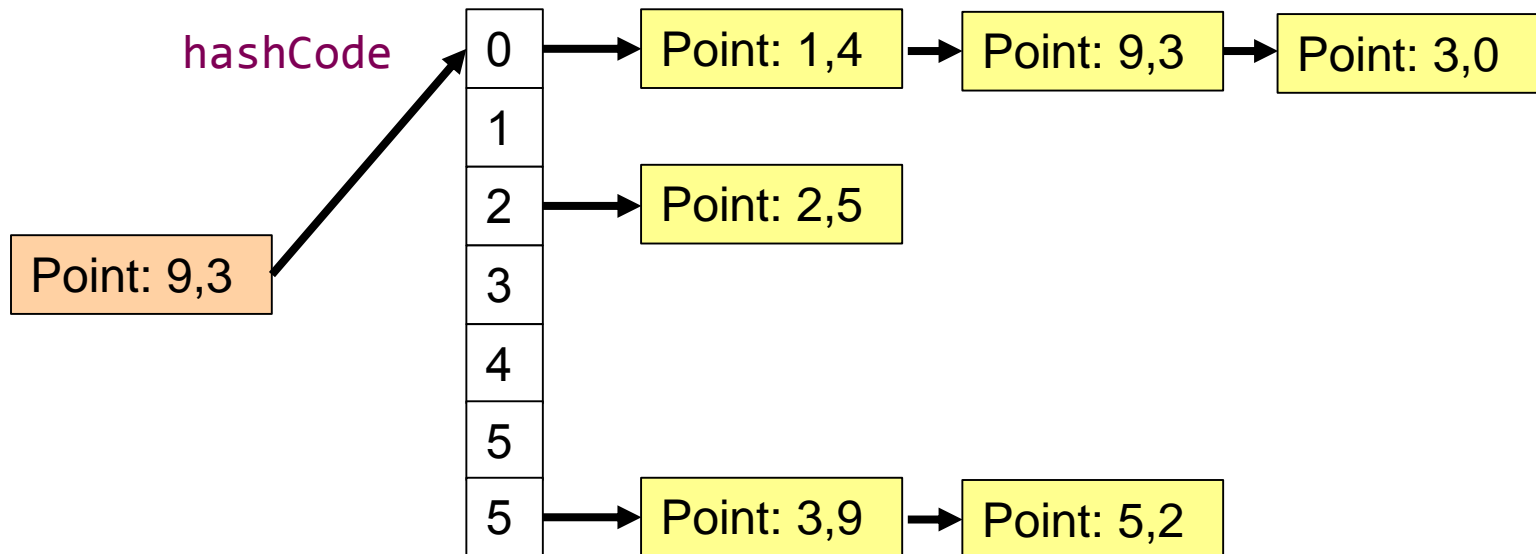 hashCode
0 Point: 1,4 Point: 9,3 Point: 3,0
1
2 Point: 2,5
Point: 9,3
3
4
5
5 Point: 3,9 Point: 5,2